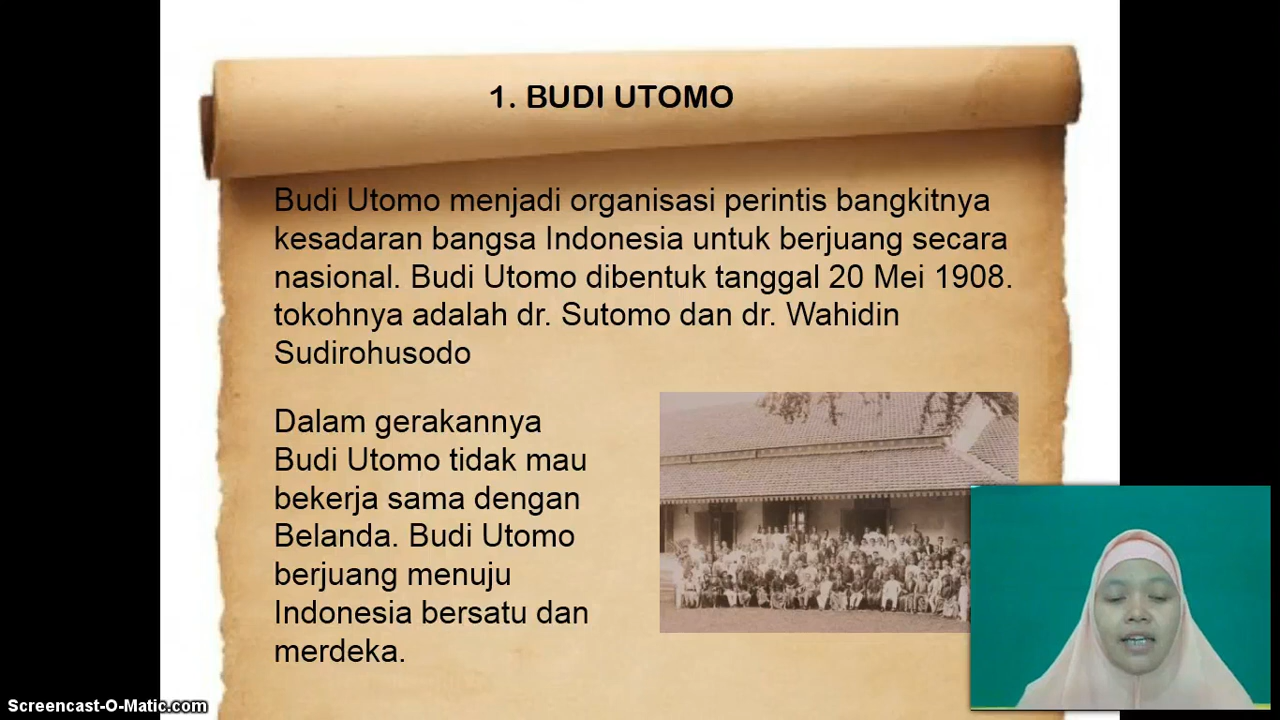 1. BUDI UTOMO
Budi Utomo menjadi organisasi perintis bangkitnya
kesadaran bangsa Indonesia untuk berjuang secara
nasional. Budi Utomo dibentuk tanggal 20 Mei 1908.
tokohnya adalah dr. Sutomo dan dr. Wahidin
Sudirohusodo
Dalam gerakannya
Budi Utomo tidak mau
bekerja sama dengan
Belanda. Budi Utomo
berjuang menuju
Indonesia bersatu dan
merdeka.
Screencast-O-Matic.com